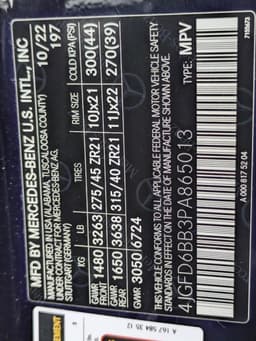 MFD BY MERCEDES-BENZ U.S. INTL., INC
MANUFACTURED IN USA (ALABAMA, TUSCALOOSA COUNTY)
UNDER CONTRACT FOR MERCEDES-BENZ AG,
STUTTGART (GERMANY)
10/22
197
KG LB TIRES RIM SIZE COLD KPA(PSI)
GAWR FRONT 1480 3263 275/45 ZR21 10Jx21 300(44)
GAWR REAR 1650 3638 315/40 ZR21 11Jx22 270(39)
GVWR 3050 6724
THIS VEHICLE CONFORMS TO ALL APPLICABLE FEDERAL MOTOR VEHICLE SAFETY
STANDARDS IN EFFECT ON THE DATE OF MANUFACTURE SHOWN ABOVE.
4JGFD6BB3PA865013 TYPE: MPV
A 000 817 52 04
A 167 584 35 12